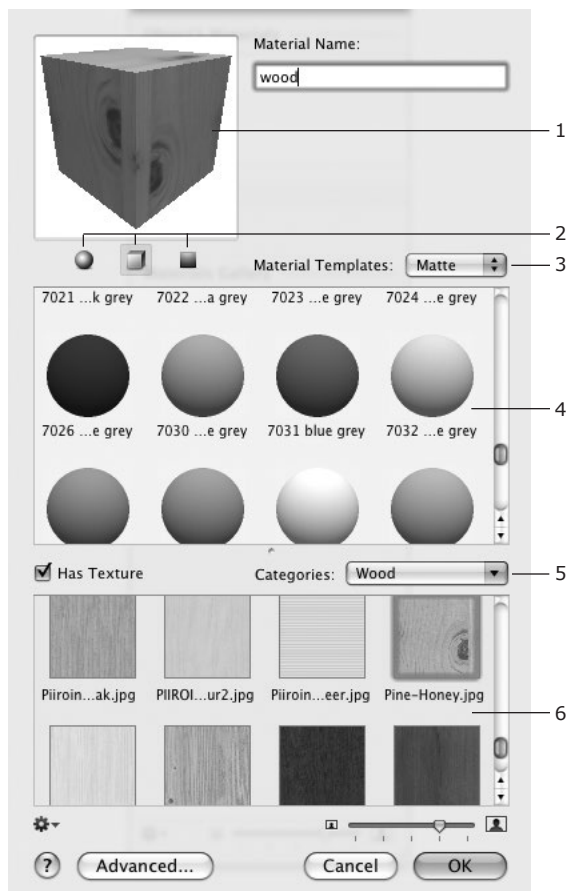 Material Name:
wood
1
2
Material Templates: Matte
3
7021 ...k grey 7022 ...a grey 7023 ...e grey 7024 ...e grey
4
7026 ...e grey 7030 ...e grey 7031 blue grey 7032 ...e grey
Has Texture Categories: Wood
5
Piiroin...ak.jpg PIIROI...ur2.jpg Piiroin...eer.jpg Pine-Honey.jpg
6
? Advanced... Cancel OK